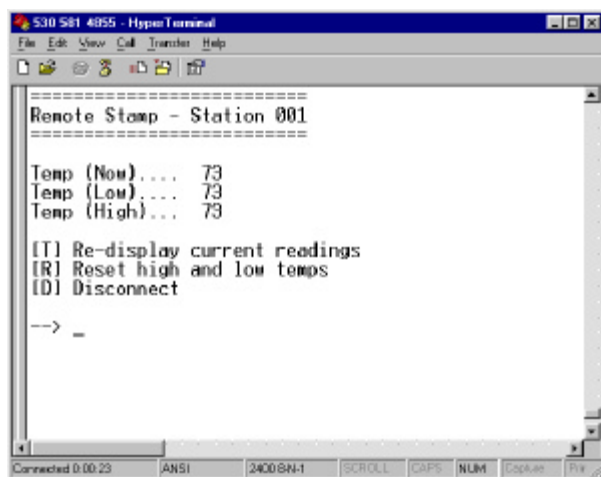 530 581 4855 - HyperTerminal
File Edit View Call Transfer Help
===========================
Remote Stamp - Station 001
===========================
Temp (Now).... 73
Temp (Low).... 73
Temp (High)... 73
[T] Re-display current readings
[R] Reset high and low temps
[D] Disconnect
--> _
Connected 0:00:23 ANSI 2400 8-N-1 SCROLL CAPS NUM Capture